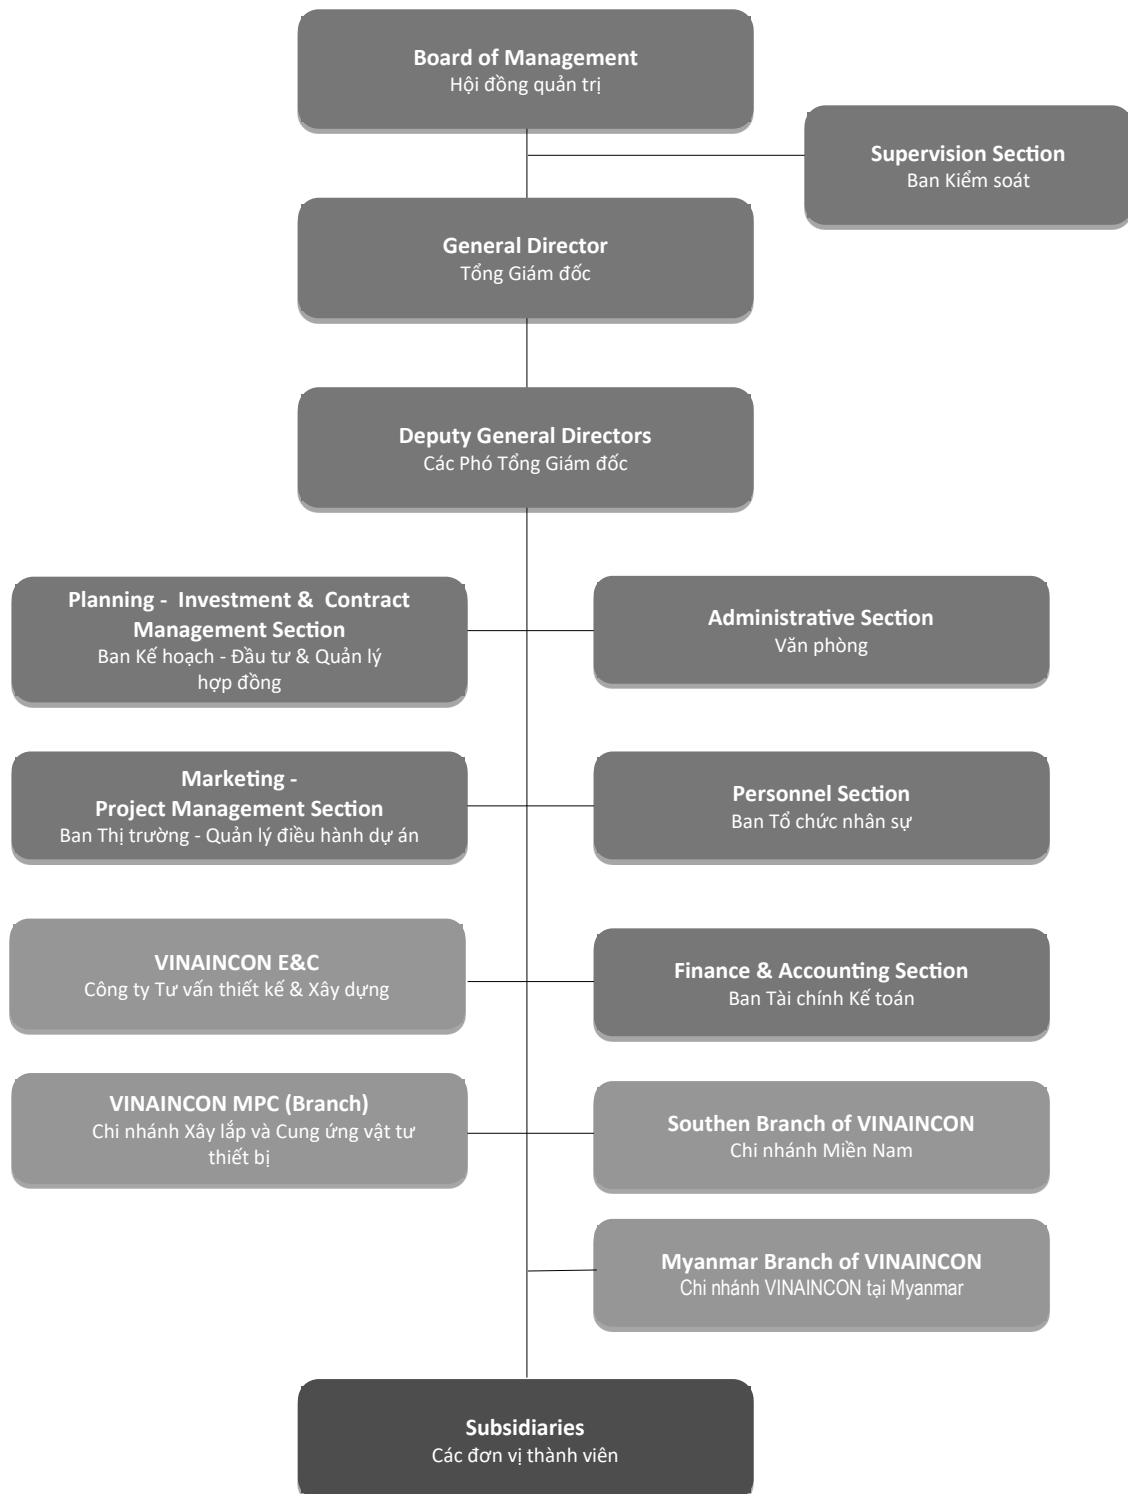 Board of Management
Hội đồng quản trị
Supervision Section
Ban Kiểm soát
General Director
Tổng Giám đốc
Deputy General Directors
Các Phó Tổng Giám đốc
Planning - Investment & Contract
Management Section
Ban Kế hoạch - Đầu tư & Quản lý
hợp đồng
Administrative Section
Văn phòng
Marketing -
Project Management Section
Ban Thị trường - Quản lý điều hành dự án
Personnel Section
Ban Tổ chức nhân sự
VINAINCON E&C
Công ty Tư vấn thiết kế & Xây dựng
Finance & Accounting Section
Ban Tài chính Kế toán
VINAINCON MPC (Branch)
Chi nhánh Xây lắp và Cung ứng vật tư
thiết bị
Southen Branch of VINAINCON
Chi nhánh Miền Nam
Myanmar Branch of VINAINCON
Chi nhánh VINAINCON tại Myanmar
Subsidiaries
Các đơn vị thành viên